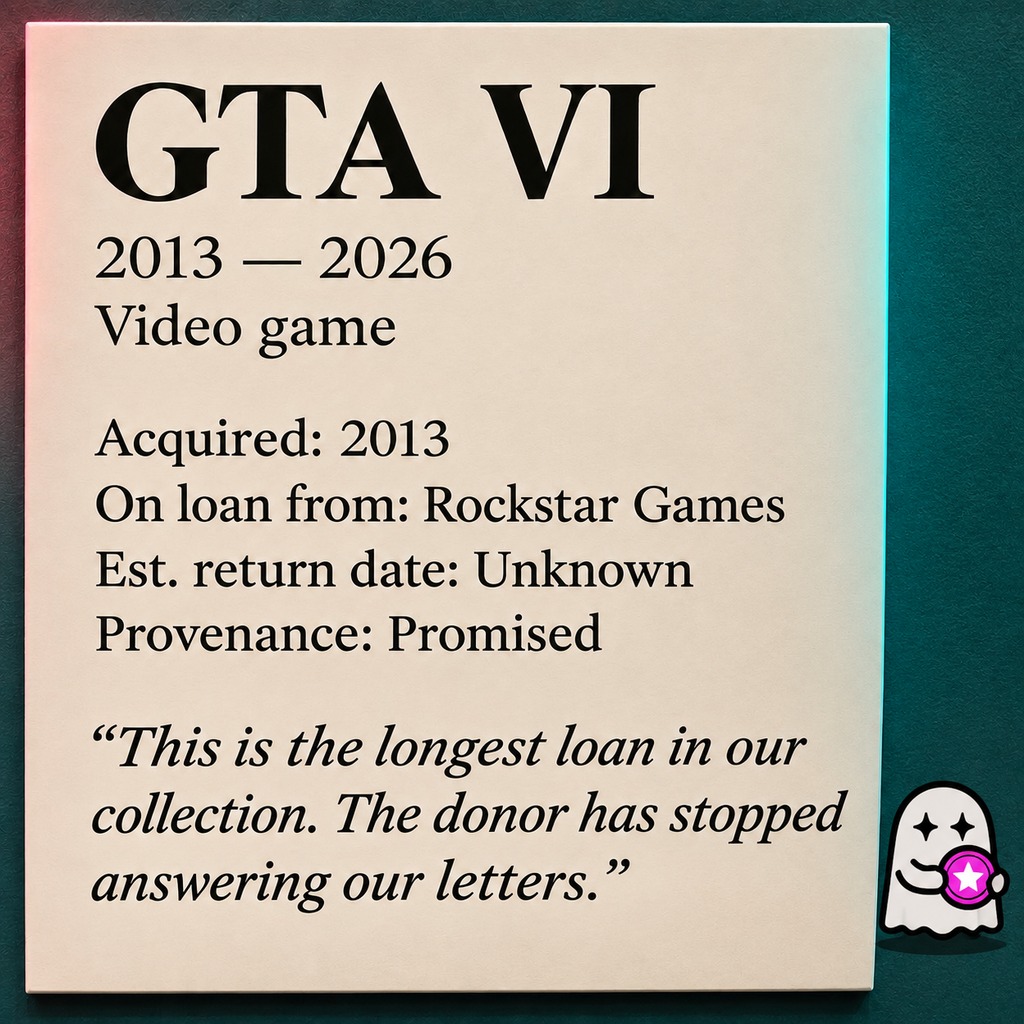 GTA VI
2013 — 2026
Video game
Acquired: 2013
On loan from: Rockstar Games
Est. return date: Unknown
Provenance: Promised
“This is the longest loan in our
collection. The donor has stopped
answering our letters.”